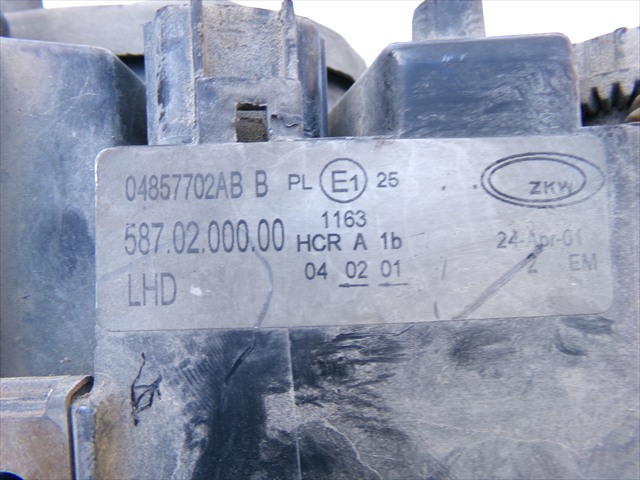 04857702AB B PL E1 25 ZKW
587.02.000.00 1163
HCR A 1b 24-Apr-01
LHD 04 02 01 2 EM